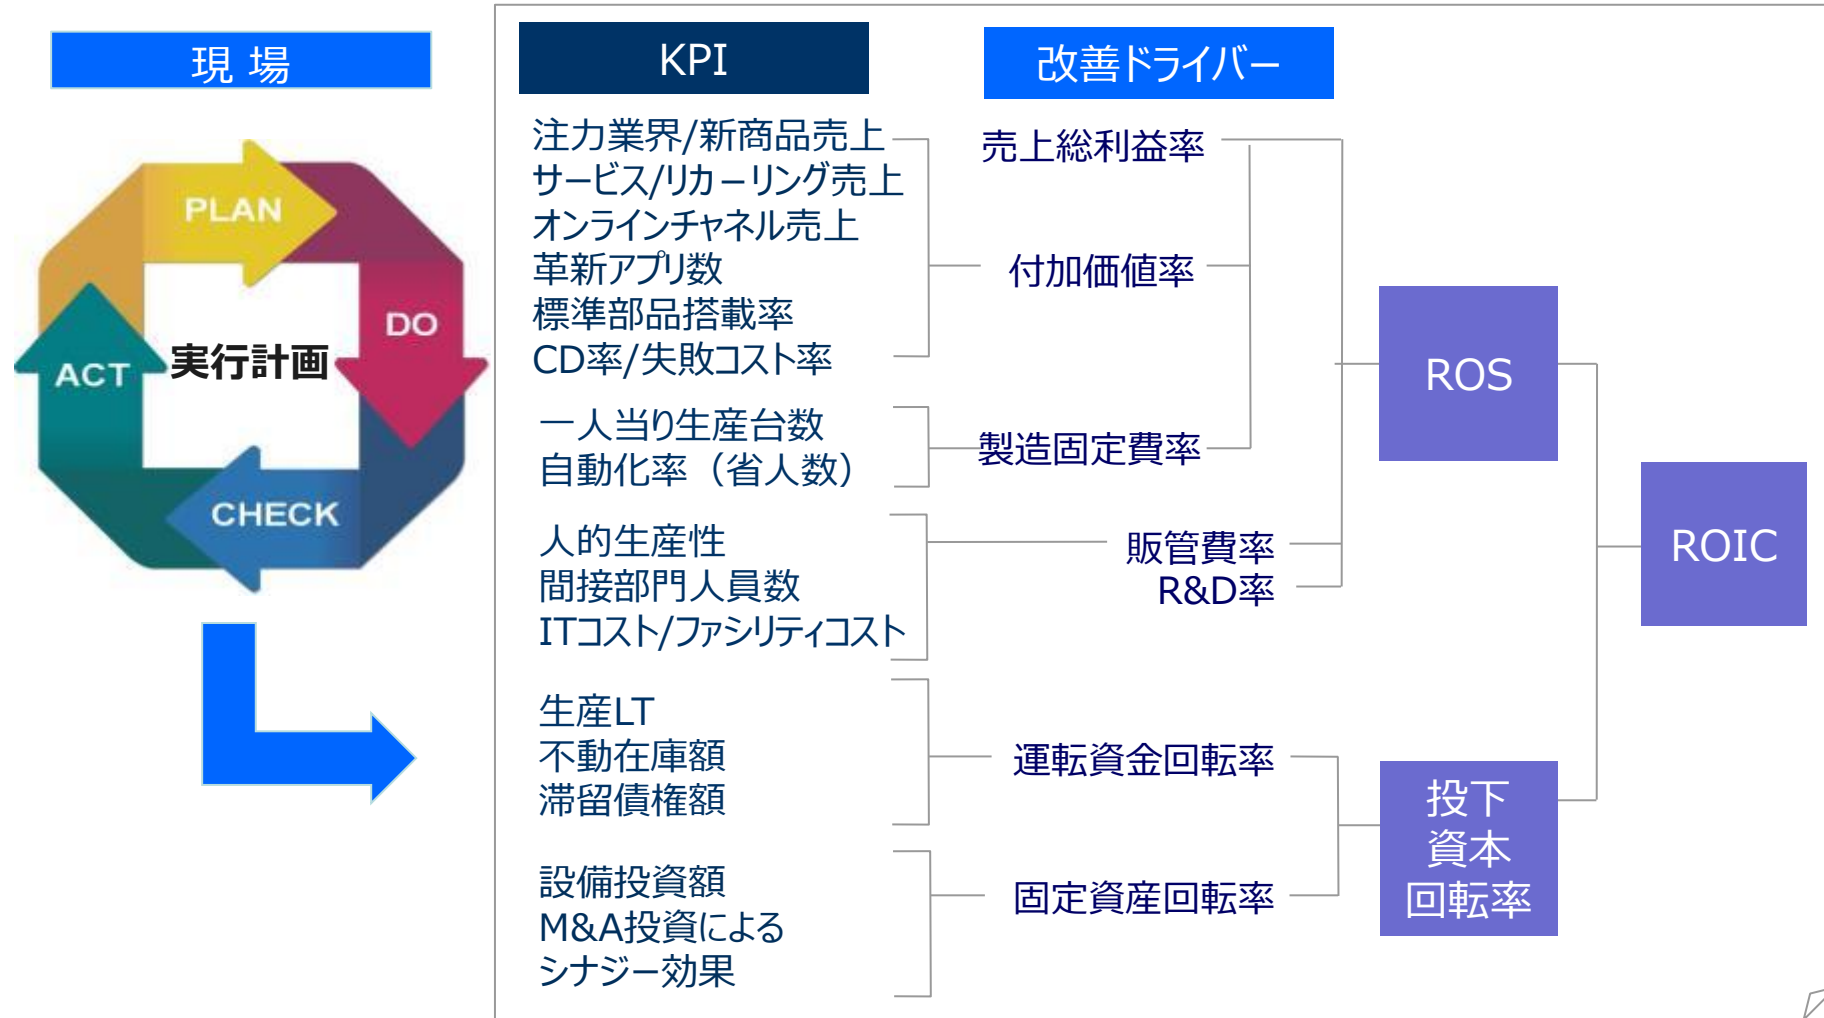 現 場
PLAN
DO
CHECK
ACT
実行計画
KPI
注力業界/新商品売上
サービス/リカーリング売上
オンラインチャネル売上
革新アプリ数
標準部品搭載率
CD率/失敗コスト率
一人当り生産台数
自動化率（省人数）
人的生産性
間接部門人員数
ITコスト/ファシリティコスト
生産LT
不動在庫額
滞留債権額
設備投資額
M&A投資による
シナジー効果
改善ドライバー
売上総利益率
付加価値率
製造固定費率
販管費率
R&D率
運転資金回転率
固定資産回転率
ROS
投下
資本
回転率
ROIC